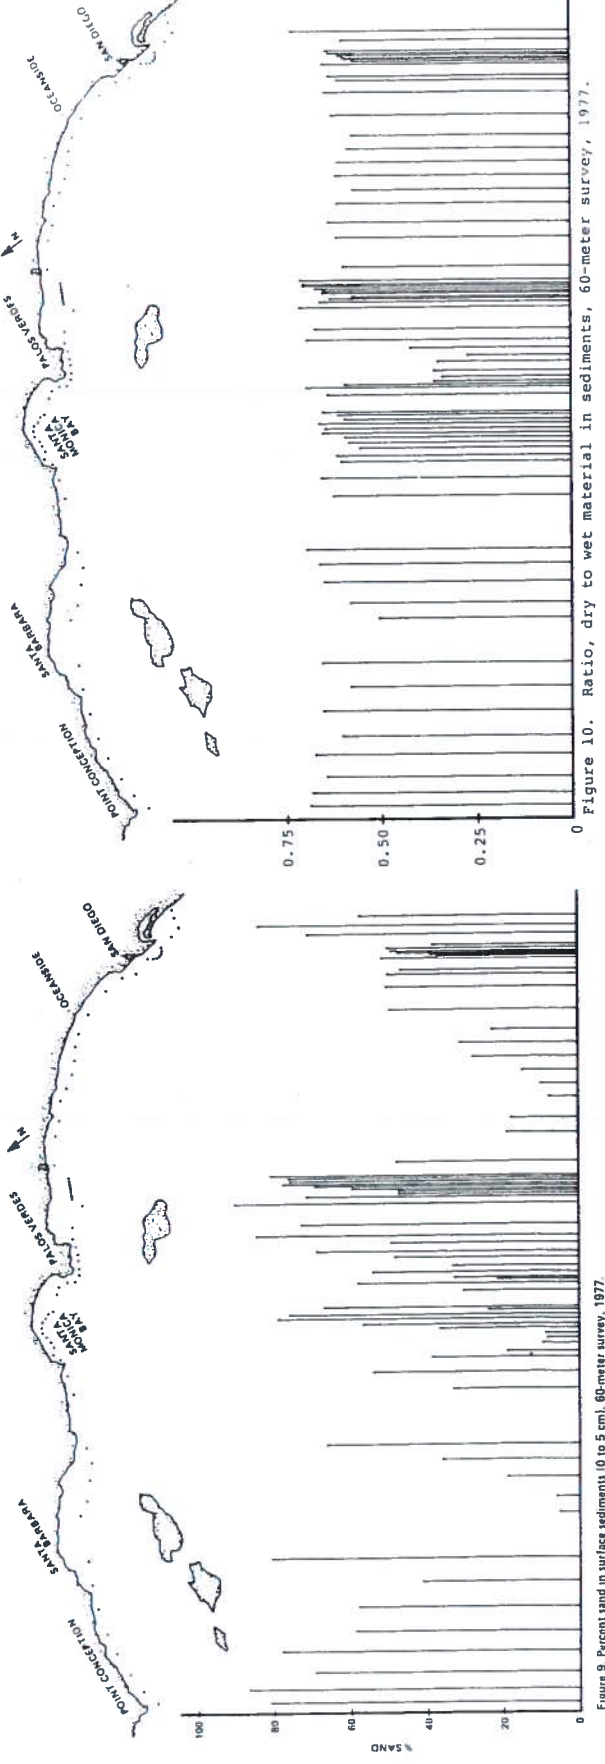 POINT CONCEPTION
SANTA
BARBARA
SANTA
MONICA
BAY
PALOS VERDES
N
OCEANSIDE
SAN DIEGO
100
80
60
40
20
0
% SAND
Figure 9. Percent sand in surface sediments (0 to 5 cm), 60-meter survey, 1977.
POINT CONCEPTION
SANTA
BARBARA
SANTA
MONICA
BAY
PALOS VERDES
N
OCEANSIDE
SAN DIEGO
0.75
0.50
0.25
0
Figure 10. Ratio, dry to wet material in sediments, 60-meter survey, 1977.